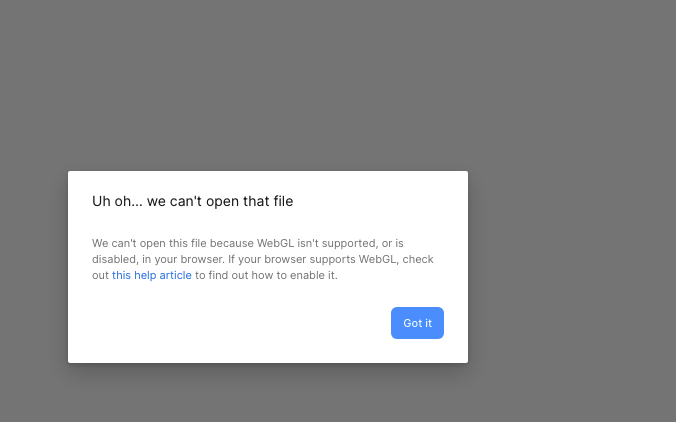 Uh oh... we can't open that file
We can't open this file because WebGL isn't supported, or is
disabled, in your browser. If your browser supports WebGL, check
out this help article to find out how to enable it.
Got it